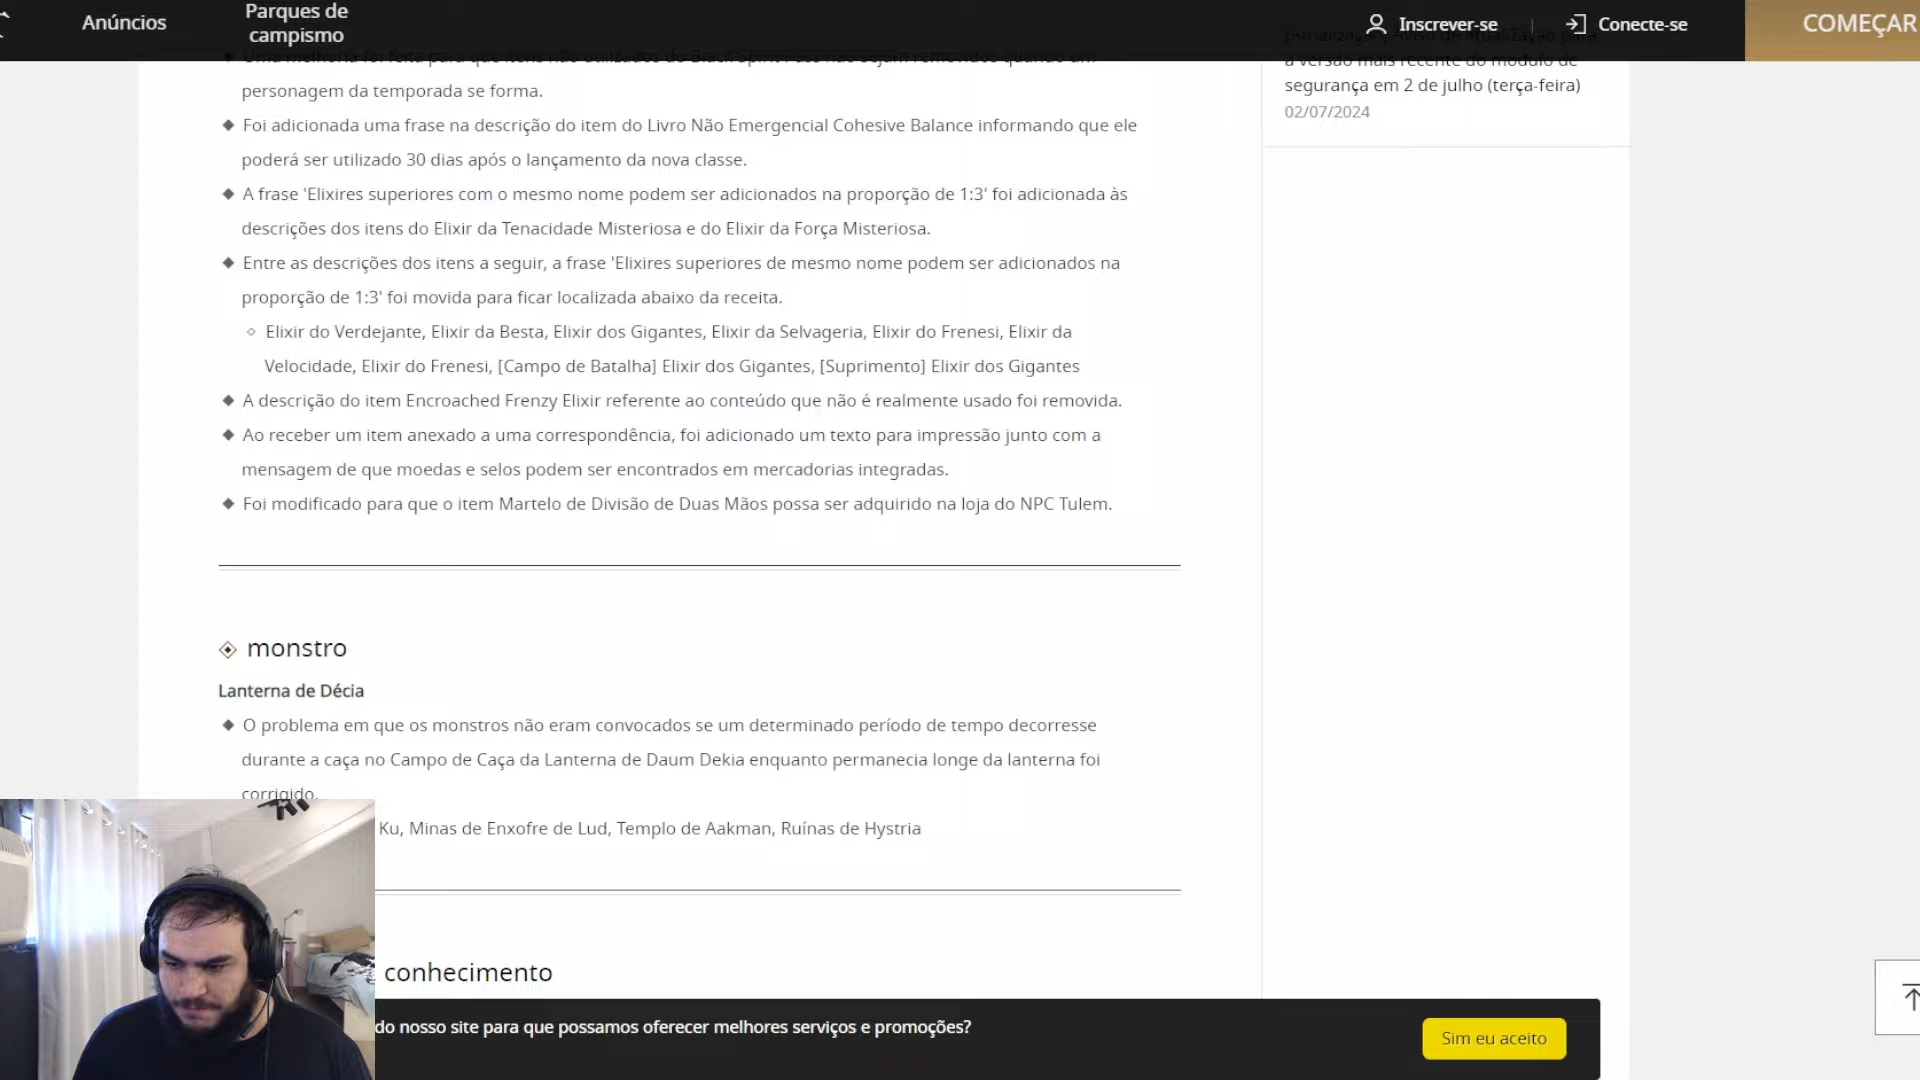 Anúncios
Parques de
campismo
Inscrever-se
Conecte-se
COMEÇAR
personagem da temporada se forma.
Foi adicionada uma frase na descrição do item do Livro Não Emergencial Cohesive Balance informando que ele
poderá ser utilizado 30 dias após o lançamento da nova classe.
A frase 'Elixires superiores com o mesmo nome podem ser adicionados na proporção de 1:3' foi adicionada às
descrições dos itens do Elixir da Tenacidade Misteriosa e do Elixir da Força Misteriosa.
Entre as descrições dos itens a seguir, a frase 'Elixires superiores de mesmo nome podem ser adicionados na
proporção de 1:3' foi movida para ficar localizada abaixo da receita.
Elixir do Verdejante, Elixir da Besta, Elixir dos Gigantes, Elixir da Selvageria, Elixir do Frenesi, Elixir da
Velocidade, Elixir do Frenesi, [Campo de Batalha] Elixir dos Gigantes, [Suprimento] Elixir dos Gigantes
A descrição do item Encroached Frenzy Elixir referente ao conteúdo que não é realmente usado foi removida.
Ao receber um item anexado a uma correspondência, foi adicionado um texto para impressão junto com a
mensagem de que moedas e selos podem ser encontrados em mercadorias integradas.
Foi modificado para que o item Martelo de Divisão de Duas Mãos possa ser adquirido na loja do NPC Tulem.
monstro
Lanterna de Décia
O problema em que os monstros não eram convocados se um determinado período de tempo decorresse
durante a caça no Campo de Caça da Lanterna de Daum Dekia enquanto permanecia longe da lanterna foi
corrigido.
Ku, Minas de Enxofre de Lud, Templo de Aakman, Ruínas de Hystria
conhecimento
do nosso site para que possamos oferecer melhores serviços e promoções?
Sim eu aceito
a versão mais recente do módulo de
segurança em 2 de julho (terça-feira)
02/07/2024